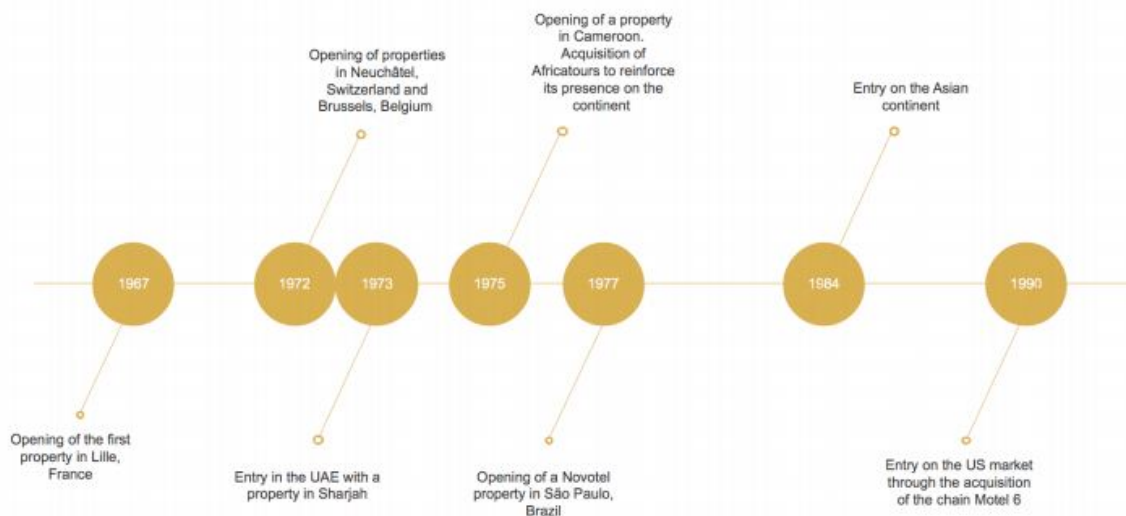 Opening of properties
in Neuchâtel,
Switzerland and
Brussels, Belgium
Opening of a property
in Cameroon.
Acquisition of
Africatours to reinforce
its presence on the
continent
Entry on the Asian
continent
1967
1972
1973
1975
1977
1984
1990
Opening of the first
property in Lille,
France
Entry in the UAE with a
property in Sharjah
Opening of a Novotel
property in São Paulo,
Brazil
Entry on the US market
through the acquisition
of the chain Motel 6